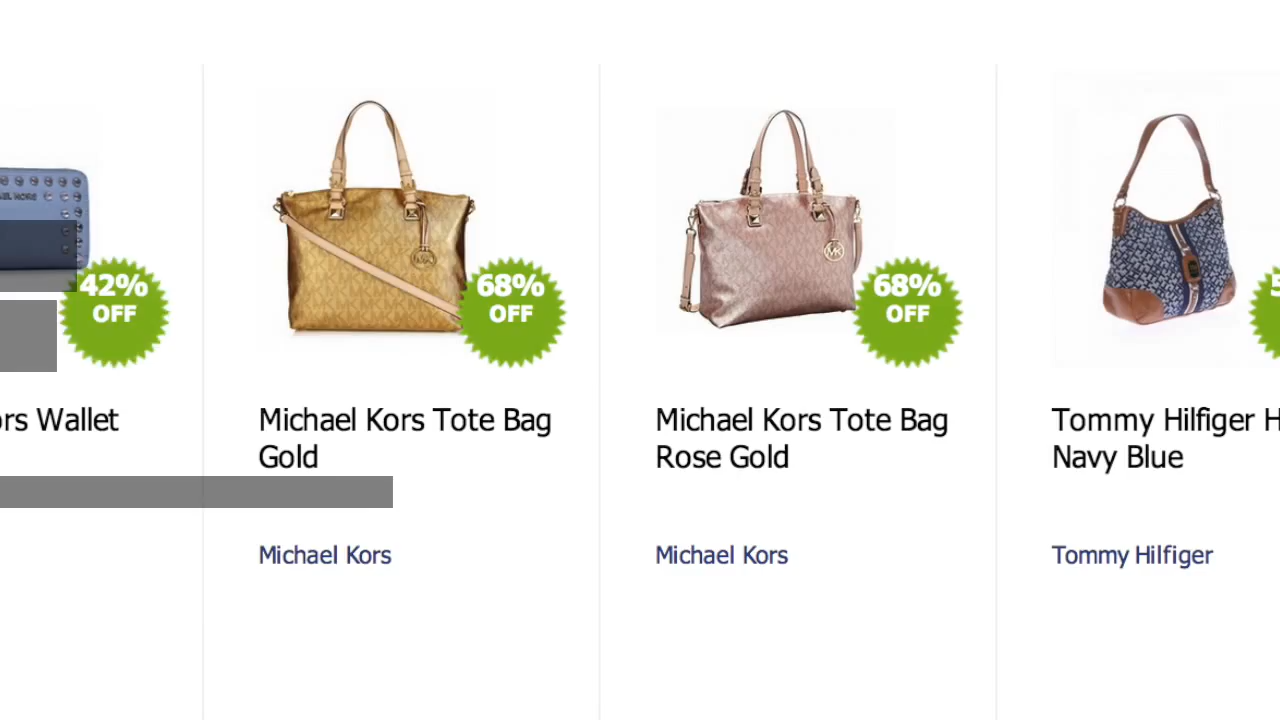 42%
OFF
68%
OFF
68%
OFF
ors Wallet
Michael Kors Tote Bag
Gold
Michael Kors Tote Bag
Rose Gold
Tommy Hilfiger H
Navy Blue
Michael Kors
Michael Kors
Tommy Hilfiger